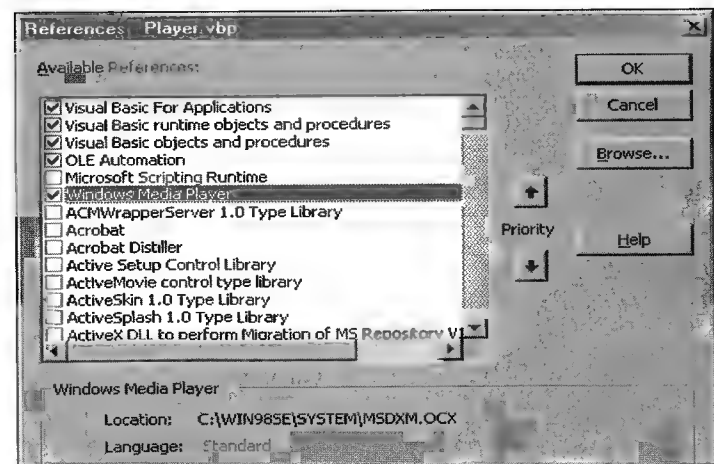 References Player.vbp
Available References:
OK
Cancel
Browse...
Help
Priority
Visual Basic For Applications
Visual Basic runtime objects and procedures
Visual Basic objects and procedures
OLE Automation
Microsoft Scripting Runtime
Windows Media Player
ACMWrapperServer 1.0 Type Library
Acrobat
Acrobat Distiller
Active Setup Control Library
ActiveMovie control type library
ActiveSkin 1.0 Type Library
ActiveSplash 1.0 Type Library
ActiveX DLL to perform Migration of MS Repository V1
Windows Media Player
Location: C:\WIN98SE\SYSTEM\MSDXM.OCX
Language: Standard